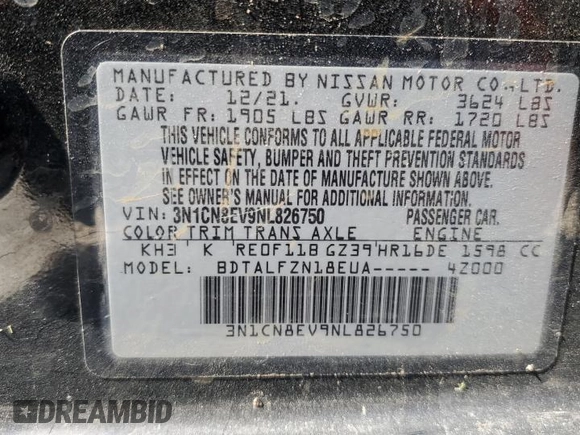 MANUFACTURED BY NISSAN MOTOR CO.,LTD.
DATE: 12/21. GVWR: 3624 LBS
GAWR FR: 1905 LBS GAWR RR: 1720 LBS
THIS VEHICLE CONFORMS TO ALL APPLICABLE FEDERAL MOTOR
VEHICLE SAFETY, BUMPER AND THEFT PREVENTION STANDARDS
IN EFFECT ON THE DATE OF MANUFACTURE SHOWN ABOVE.
SEE OWNER'S MANUAL FOR ADDITIONAL INFORMATION.
VIN: 3N1CN8EV9NL826750 PASSENGER CAR.
COLOR TRIM TRANS AXLE ENGINE
KH3 K RE0F11B GZ39 HR16DE 1598 CC
MODEL: BDTALFZN18EUA----- 4Z000
3N1CN8EV9NL826750
DREAMBID